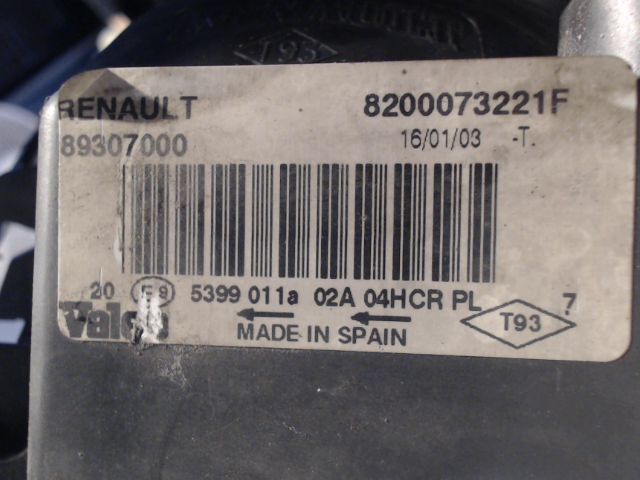 T93
RENAULT 8200073221F
89307000 16/01/03 -T.
20 E9 5399 011a 02A 04HCR PL 7.
Valeo MADE IN SPAIN T93